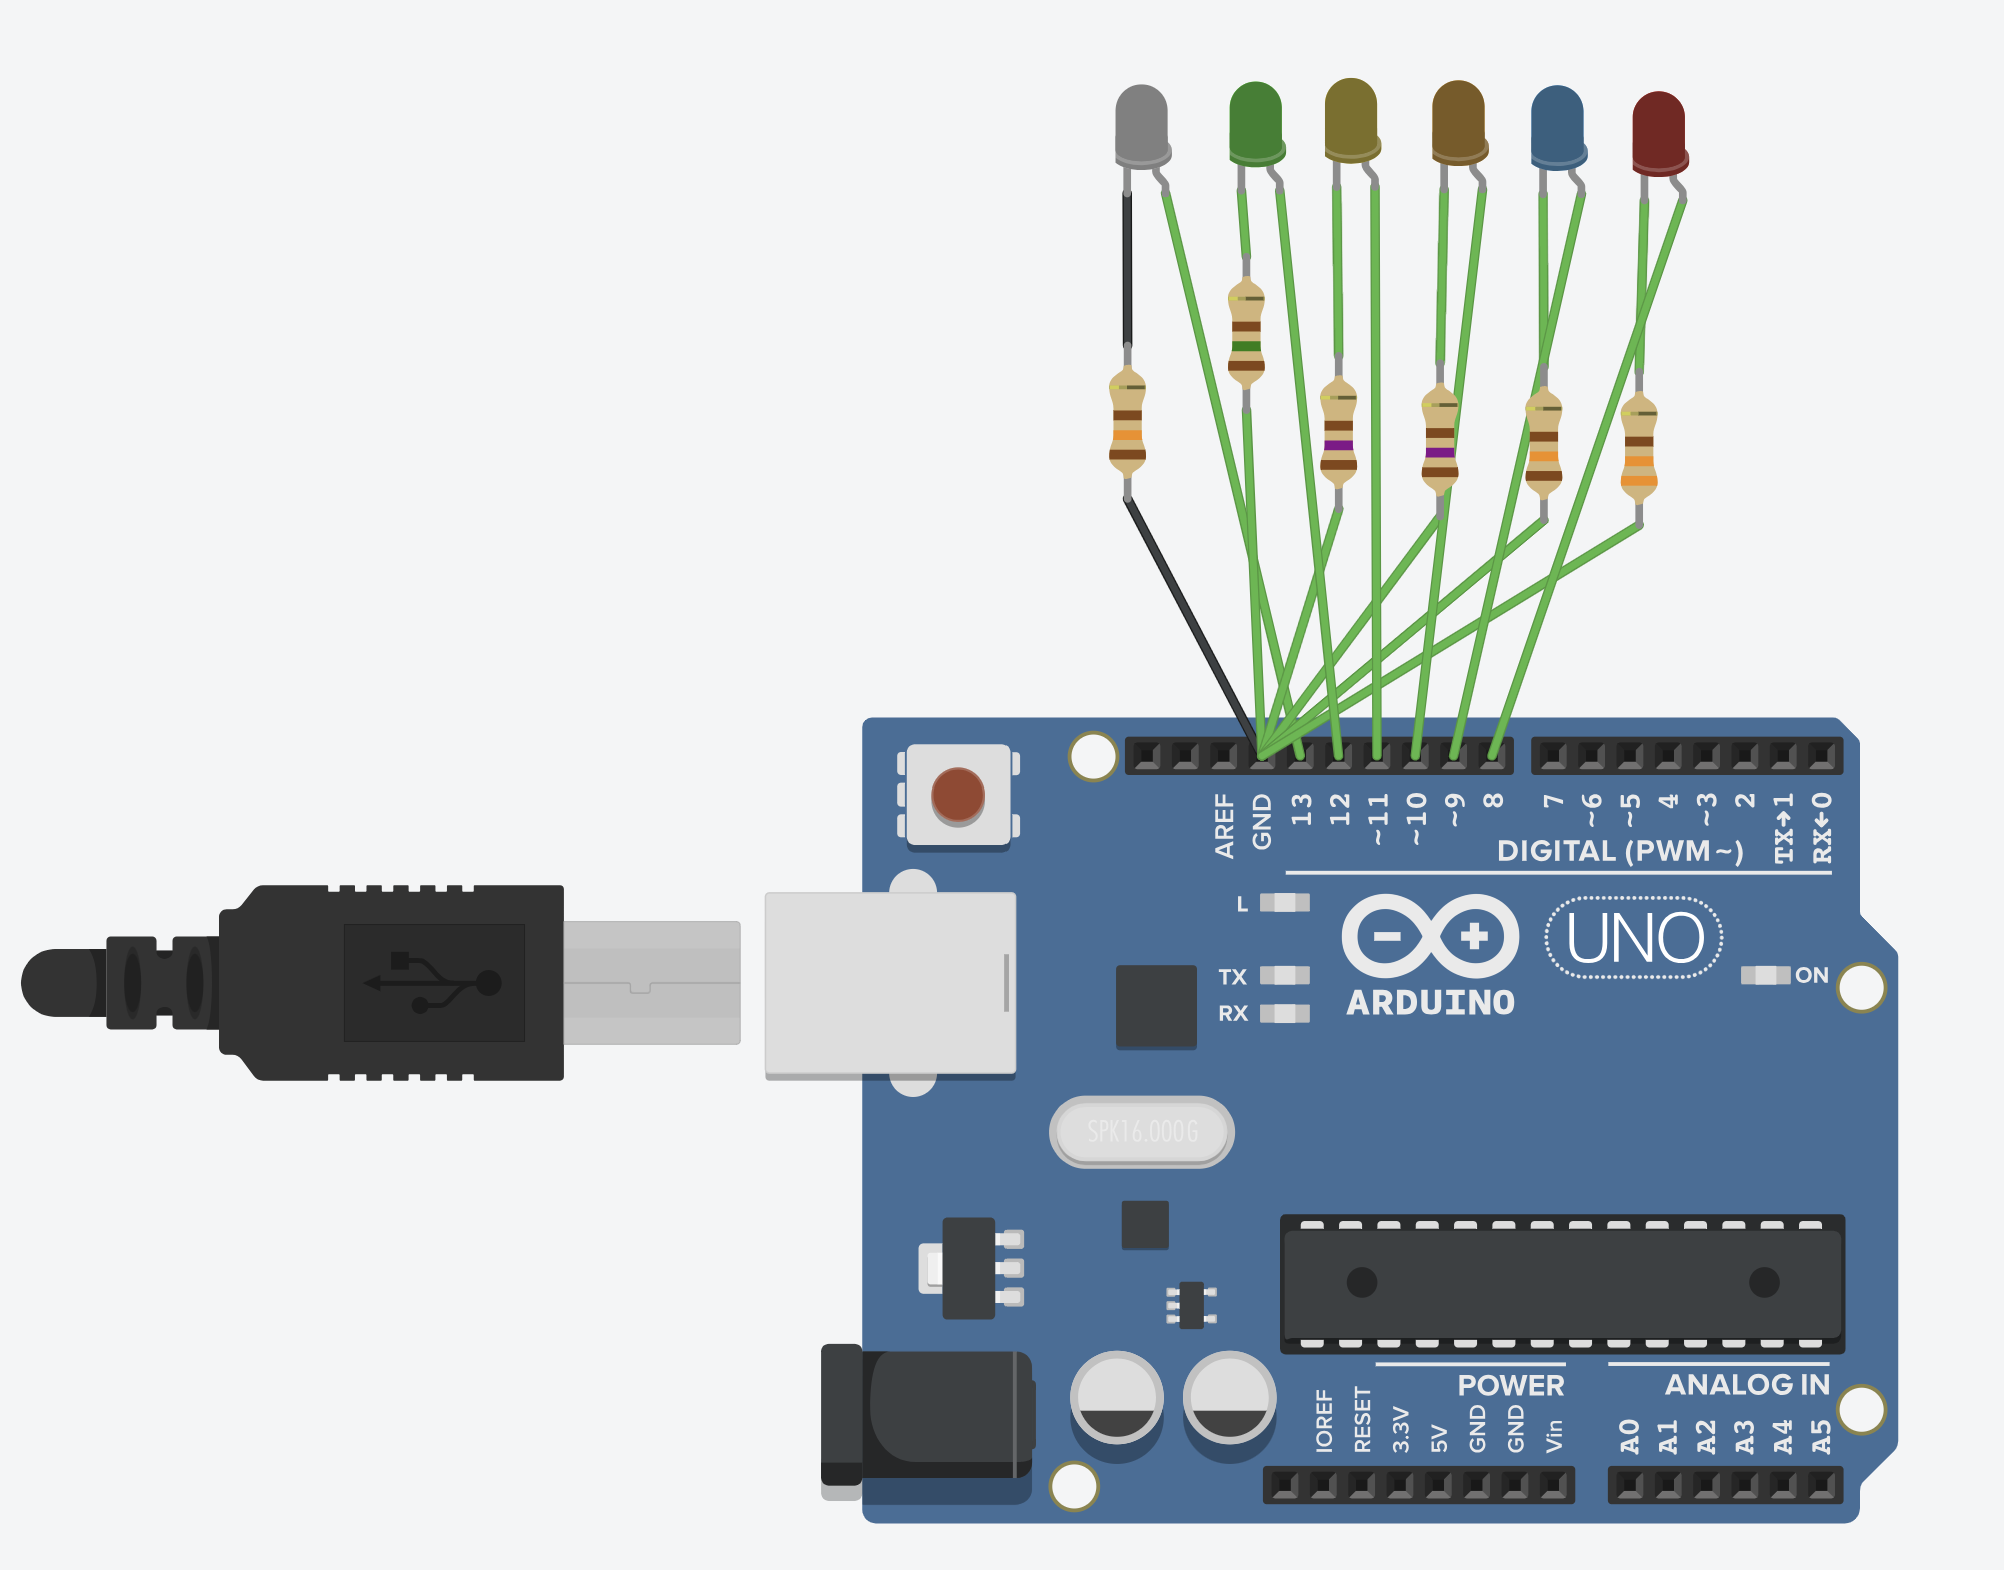 AREF
GND
13
12
~11
~10
~9
8
7
~6
~5
4
~3
2
TX→1
RX←0
DIGITAL (PWM~)
L
TX
RX
ARDUINO
UNO
ON
SPK16.000G
POWER
ANALOG IN
IOREF
RESET
3.3V
5V
GND
GND
Vin
A0
A1
A2
A3
A4
A5